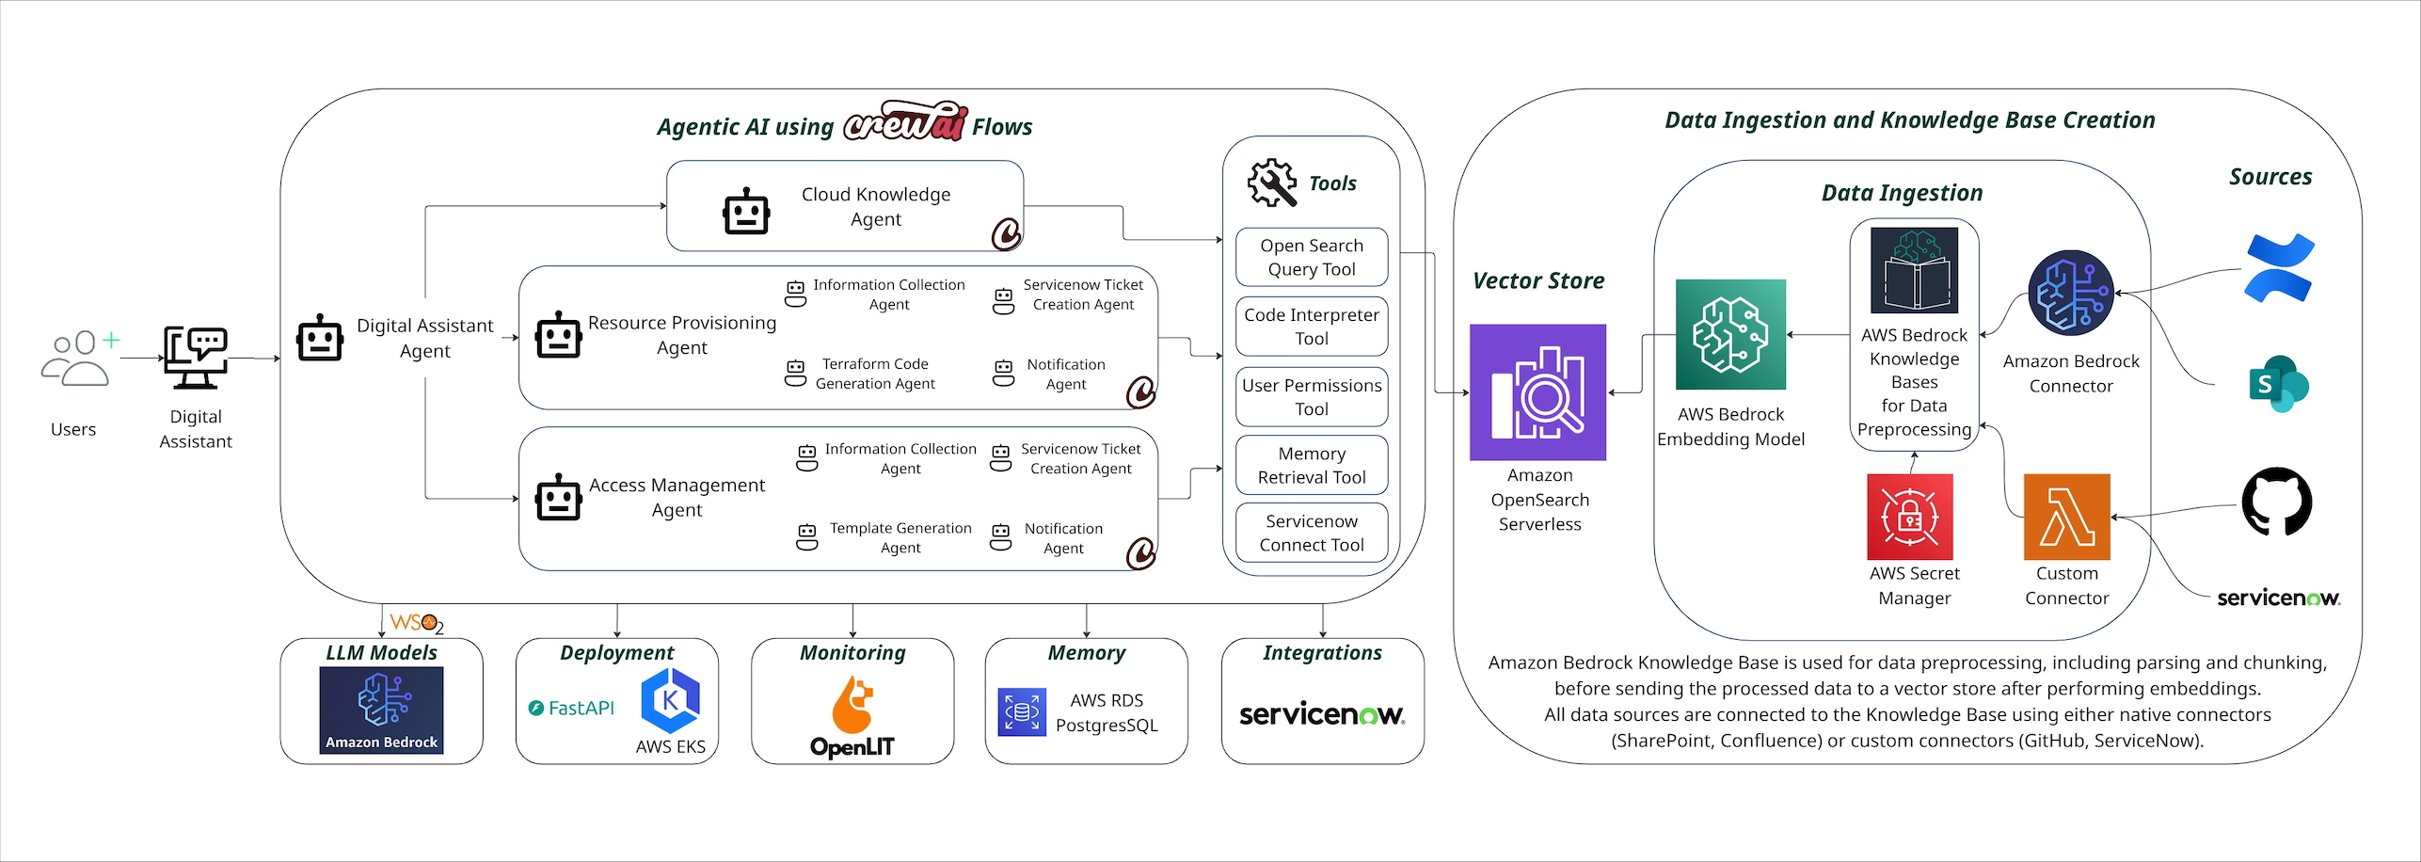 Agentic AI using crewai Flows
Users
Digital
Assistant
Digital Assistant
Agent
Cloud Knowledge
Agent
Resource Provisioning
Agent
Information Collection
Agent
Servicenow Ticket
Creation Agent
Terraform Code
Generation Agent
Notification
Agent
Access Management
Agent
Information Collection
Agent
Servicenow Ticket
Creation Agent
Template Generation
Agent
Notification
Agent
Tools
Open Search
Query Tool
Code Interpreter
Tool
User Permissions
Tool
Memory
Retrieval Tool
Servicenow
Connect Tool
WSO2
LLM Models
Amazon Bedrock
Deployment
FastAPI
K
AWS EKS
Monitoring
OpenLIT
Memory
AWS RDS
PostgresSQL
Integrations
servicenow.
Data Ingestion and Knowledge Base Creation
Vector Store
Amazon
OpenSearch
Serverless
Data Ingestion
AWS Bedrock
Embedding Model
AWS Bedrock
Knowledge
Bases
for Data
Preprocessing
Amazon Bedrock
Connector
AWS Secret
Manager
Custom
Connector
Sources
S
servicenow.
Amazon Bedrock Knowledge Base is used for data preprocessing, including parsing and chunking,
before sending the processed data to a vector store after performing embeddings.
All data sources are connected to the Knowledge Base using either native connectors
(SharePoint, Confluence) or custom connectors (GitHub, ServiceNow).